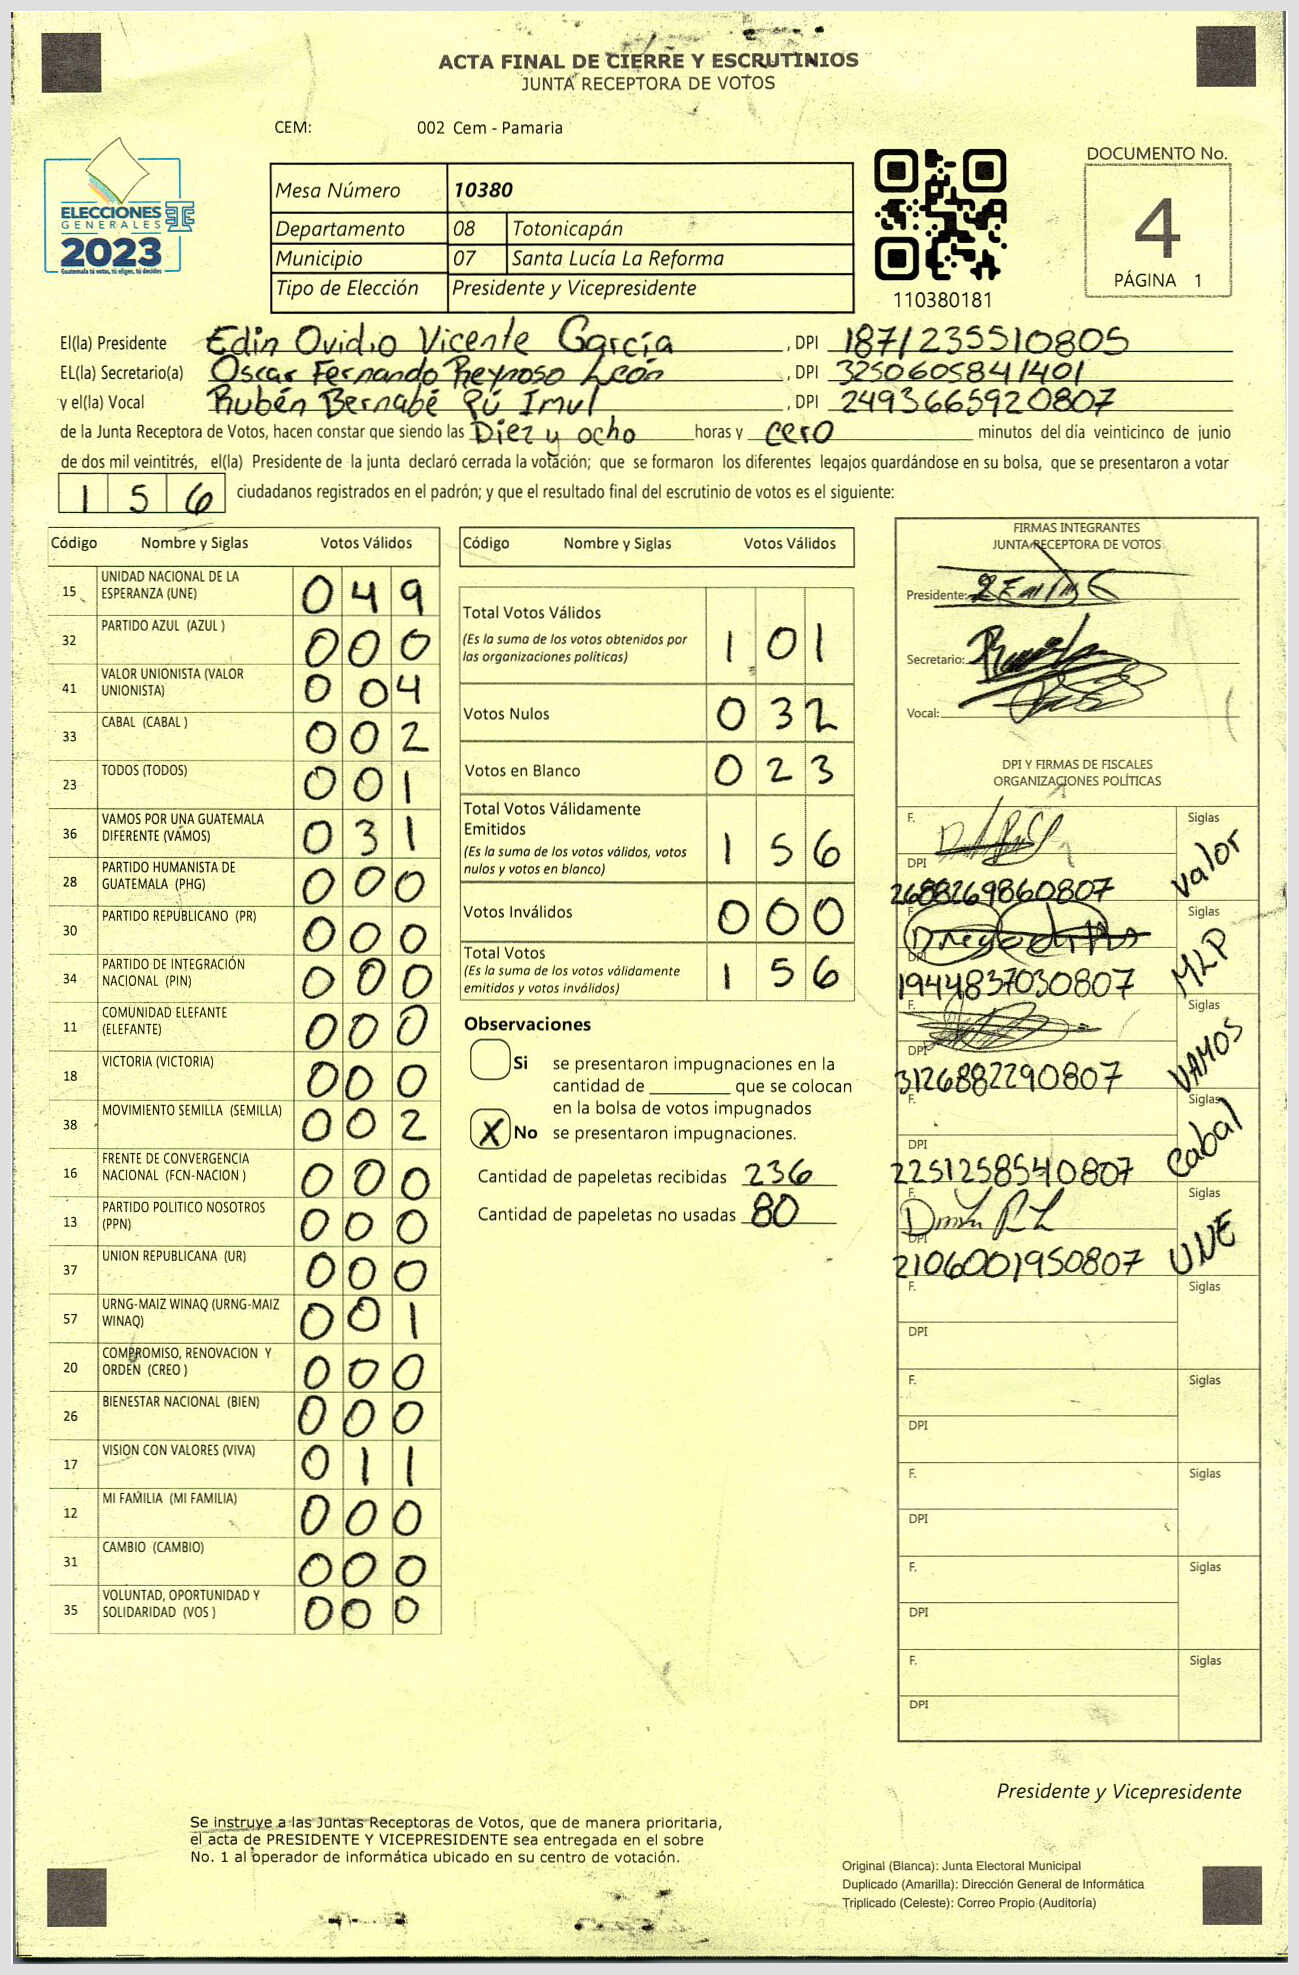 ACTA FINAL DE CIERRE Y ESCRUTINIOS
JUNTA RECEPTORA DE VOTOS
CEM: 002 Cem - Pamaria
ELECCIONES
GENERALES
2023
Guatemala tú votas, tú eliges, tú decides
Mesa Número 10380
Departamento 08 Totonicapán
Municipio 07 Santa Lucía La Reforma
Tipo de Elección Presidente y Vicepresidente
110380181
DOCUMENTO No.
4
PÁGINA 1
El(la) Presidente Edin Ovidio Vicente García, DPI 1871235510805
EL(la) Secretario(a) Oscar Fernando Reynoso León, DPI 3250605841401
y el(la) Vocal Rubén Bernabé Pú Imul, DPI 2493665920807
de la Junta Receptora de Votos, hacen constar que siendo las Diez y ocho horas y cero minutos del día veinticinco de junio
de dos mil veintitrés, el(la) Presidente de la junta declaró cerrada la votación; que se formaron los diferentes legajos guardándose en su bolsa, que se presentaron a votar
1 5 6 ciudadanos registrados en el padrón; y que el resultado final del escrutinio de votos es el siguiente:
Código Nombre y Siglas Votos Válidos
15 UNIDAD NACIONAL DE LA ESPERANZA (UNE) 0 4 9
32 PARTIDO AZUL (AZUL ) 0 0 0
41 VALOR UNIONISTA (VALOR UNIONISTA) 0 0 4
33 CABAL (CABAL ) 0 0 2
23 TODOS (TODOS) 0 0 1
36 VAMOS POR UNA GUATEMALA DIFERENTE (VAMOS) 0 3 1
28 PARTIDO HUMANISTA DE GUATEMALA (PHG) 0 0 0
30 PARTIDO REPUBLICANO (PR) 0 0 0
34 PARTIDO DE INTEGRACIÓN NACIONAL (PIN) 0 0 0
11 COMUNIDAD ELEFANTE (ELEFANTE) 0 0 0
18 VICTORIA (VICTORIA) 0 0 0
38 MOVIMIENTO SEMILLA (SEMILLA) 0 0 2
16 FRENTE DE CONVERGENCIA NACIONAL (FCN-NACION ) 0 0 0
13 PARTIDO POLITICO NOSOTROS (PPN) 0 0 0
37 UNION REPUBLICANA (UR) 0 0 0
57 URNG-MAIZ WINAQ (URNG-MAIZ WINAQ) 0 0 1
20 COMPROMISO, RENOVACION Y ORDEN (CREO ) 0 0 0
26 BIENESTAR NACIONAL (BIEN) 0 0 0
17 VISION CON VALORES (VIVA) 0 1 1
12 MI FAMILIA (MI FAMILIA) 0 0 0
31 CAMBIO (CAMBIO) 0 0 0
35 VOLUNTAD, OPORTUNIDAD Y SOLIDARIDAD (VOS ) 0 0 0
Código Nombre y Siglas Votos Válidos
Total Votos Válidos 1 0 1
(Es la suma de los votos obtenidos por
las organizaciones políticas)
Votos Nulos 0 3 2
Votos en Blanco 0 2 3
Total Votos Válidamente
Emitidos 1 5 6
(Es la suma de los votos válidos, votos
nulos y votos en blanco)
Votos Inválidos 0 0 0
Total Votos 1 5 6
(Es la suma de los votos válidamente
emitidos y votos inválidos)
Observaciones
Si se presentaron impugnaciones en la
cantidad de ________ que se colocan
en la bolsa de votos impugnados
X No se presentaron impugnaciones.
Cantidad de papeletas recibidas 236
Cantidad de papeletas no usadas 80
FIRMAS INTEGRANTES
JUNTA RECEPTORA DE VOTOS
Presidente:
Secretario:
Vocal:
DPI Y FIRMAS DE FISCALES
ORGANIZACIONES POLÍTICAS
F. Siglas
DPI 2688269860807 Valor
F. Siglas
DPI 1944837030807 MLP
F. Siglas
DPI 3126882290807 VAMOS
F. Siglas
DPI 2251258540807 Cabal
F. Siglas
DPI 2106001950807 UNE
F. Siglas
DPI
F. Siglas
DPI
F. Siglas
DPI
F. Siglas
DPI
F. Siglas
DPI
Presidente y Vicepresidente
Se instruye a las Juntas Receptoras de Votos, que de manera prioritaria,
el acta de PRESIDENTE Y VICEPRESIDENTE sea entregada en el sobre
No. 1 al operador de informática ubicado en su centro de votación.
Original (Blanca): Junta Electoral Municipal
Duplicado (Amarilla): Dirección General de Informática
Triplicado (Celeste): Correo Propio (Auditoría)